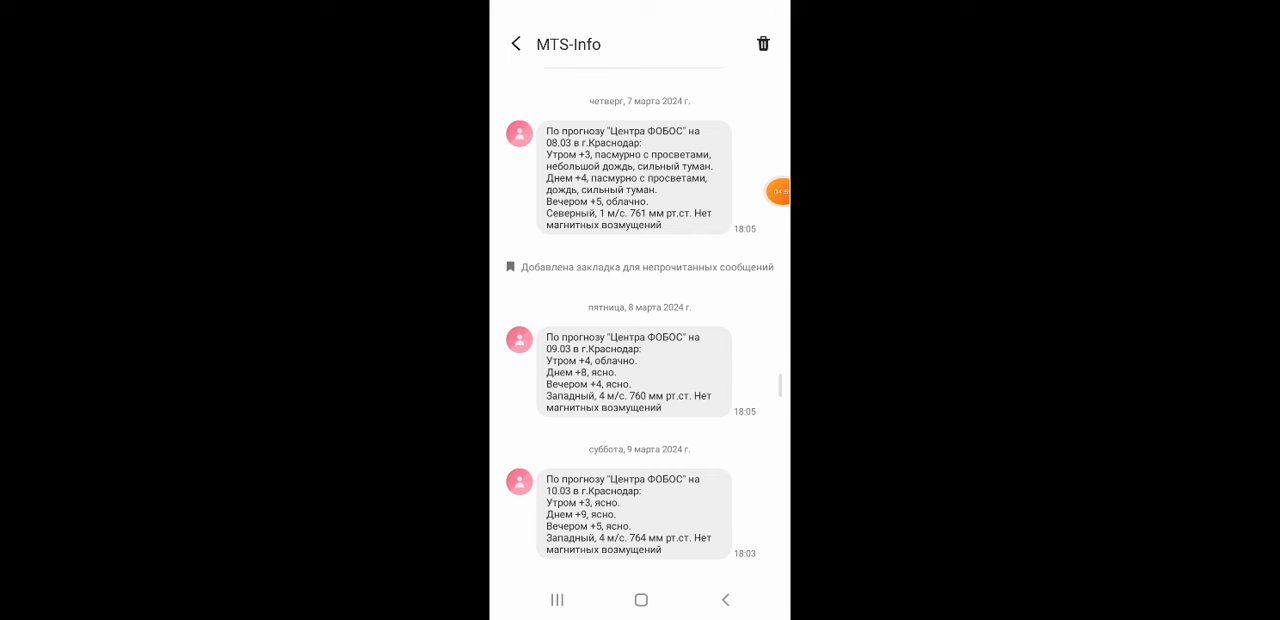 MTS-Info
четверг, 7 марта 2024 г.
По прогнозу "Центра ФОБОС" на
08.03 в г.Краснодар:
Утром +3, пасмурно с просветами,
небольшой дождь, сильный туман.
Днем +4, пасмурно с просветами,
дождь, сильный туман.
Вечером +5, облачно.
Северный, 1 м/с. 761 мм рт.ст. Нет
магнитных возмущений
18:05
Добавлена закладка для непрочитанных сообщений
пятница, 8 марта 2024 г.
По прогнозу "Центра ФОБОС" на
09.03 в г.Краснодар:
Утром +4, облачно.
Днем +8, ясно.
Вечером +4, ясно.
Западный, 4 м/с. 760 мм рт.ст. Нет
магнитных возмущений
18:05
суббота, 9 марта 2024 г.
По прогнозу "Центра ФОБОС" на
10.03 в г.Краснодар:
Утром +3, ясно.
Днем +9, ясно.
Вечером +5, ясно.
Западный, 4 м/с. 764 мм рт.ст. Нет
магнитных возмущений
18:03